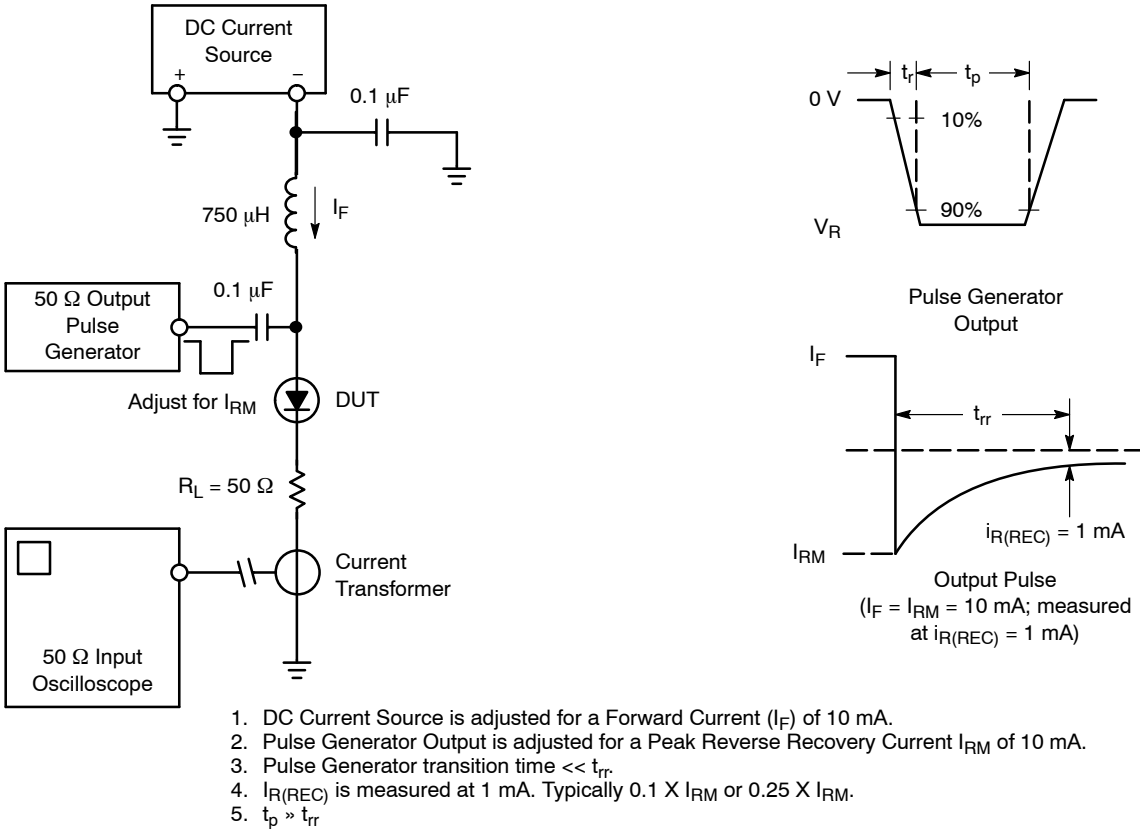 DC Current
Source
+
−
0.1 μF
750 μH
I_F
50 Ω Output
Pulse
Generator
0.1 μF
Adjust for I_RM
DUT
R_L = 50 Ω
Current
Transformer
50 Ω Input
Oscilloscope
t_r
t_p
0 V
10%
90%
V_R
Pulse Generator
Output
I_F
t_rr
i_R(REC) = 1 mA
I_RM
Output Pulse
(I_F = I_RM = 10 mA; measured
at i_R(REC) = 1 mA)
1. DC Current Source is adjusted for a Forward Current (I_F) of 10 mA.
2. Pulse Generator Output is adjusted for a Peak Reverse Recovery Current I_RM of 10 mA.
3. Pulse Generator transition time << t_rr.
4. I_R(REC) is measured at 1 mA. Typically 0.1 X I_RM or 0.25 X I_RM.
5. t_p » t_rr